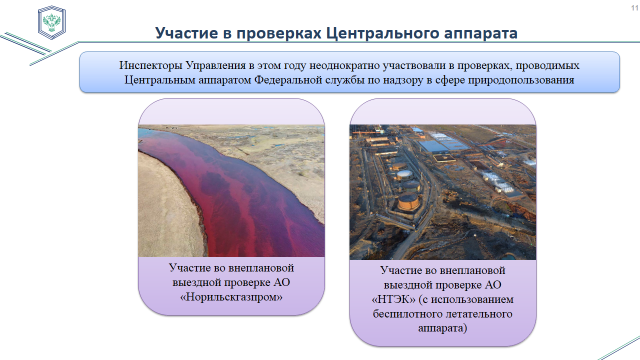 11
Участие в проверках Центрального аппарата
Инспекторы Управления в этом году неоднократно участвовали в проверках, проводимых
Центральным аппаратом Федеральной службы по надзору в сфере природопользования
Участие во внеплановой
выездной проверке АО
«Норильскгазпром»
Участие во внеплановой
выездной проверке АО
«НТЭК» (с использованием
беспилотного летательного
аппарата)